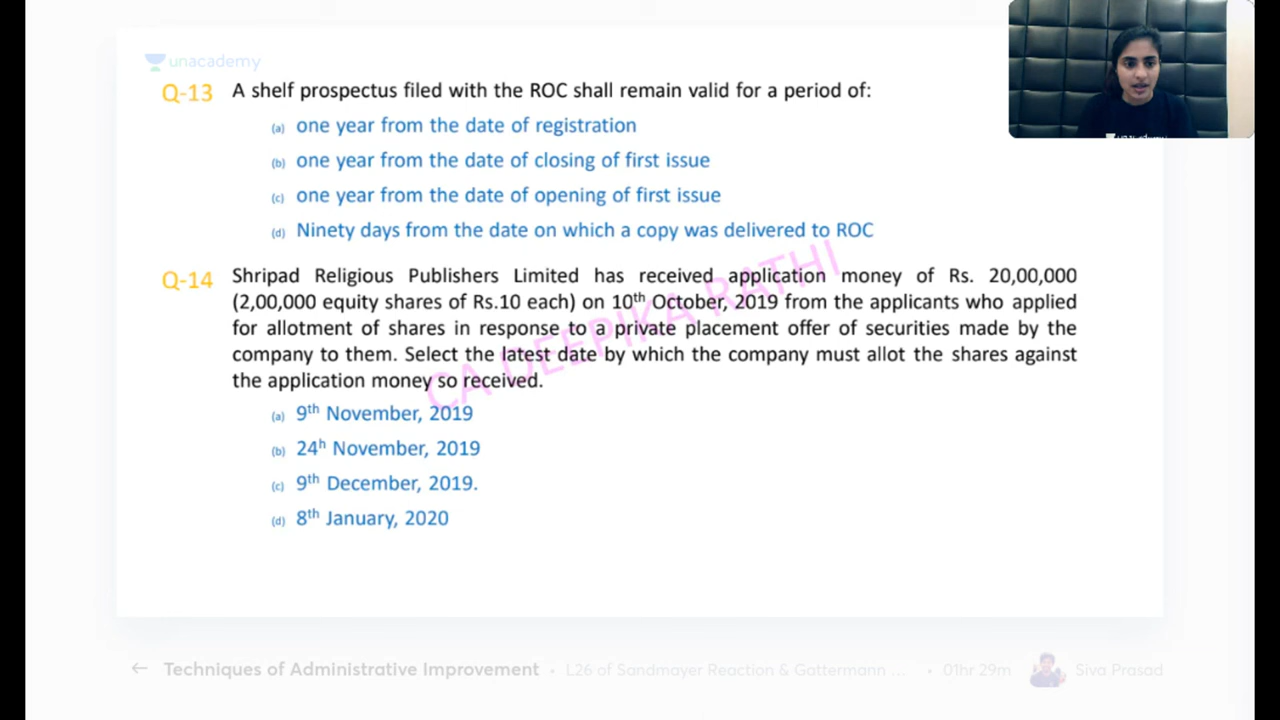 unacademy
Q-13 A shelf prospectus filed with the ROC shall remain valid for a period of:
(a) one year from the date of registration
(b) one year from the date of closing of first issue
(c) one year from the date of opening of first issue
(d) Ninety days from the date on which a copy was delivered to ROC
Q-14 Shripad Religious Publishers Limited has received application money of Rs. 20,00,000
(2,00,000 equity shares of Rs.10 each) on 10th October, 2019 from the applicants who applied
for allotment of shares in response to a private placement offer of securities made by the
company to them. Select the latest date by which the company must allot the shares against
the application money so received.
CA DEEPIKA RATHI
(a) 9th November, 2019
(b) 24h November, 2019
(c) 9th December, 2019.
(d) 8th January, 2020
← Techniques of Administrative Improvement • L26 of Sandmayer Reaction & Gattermann ... • 01hr 29m Siva Prasad